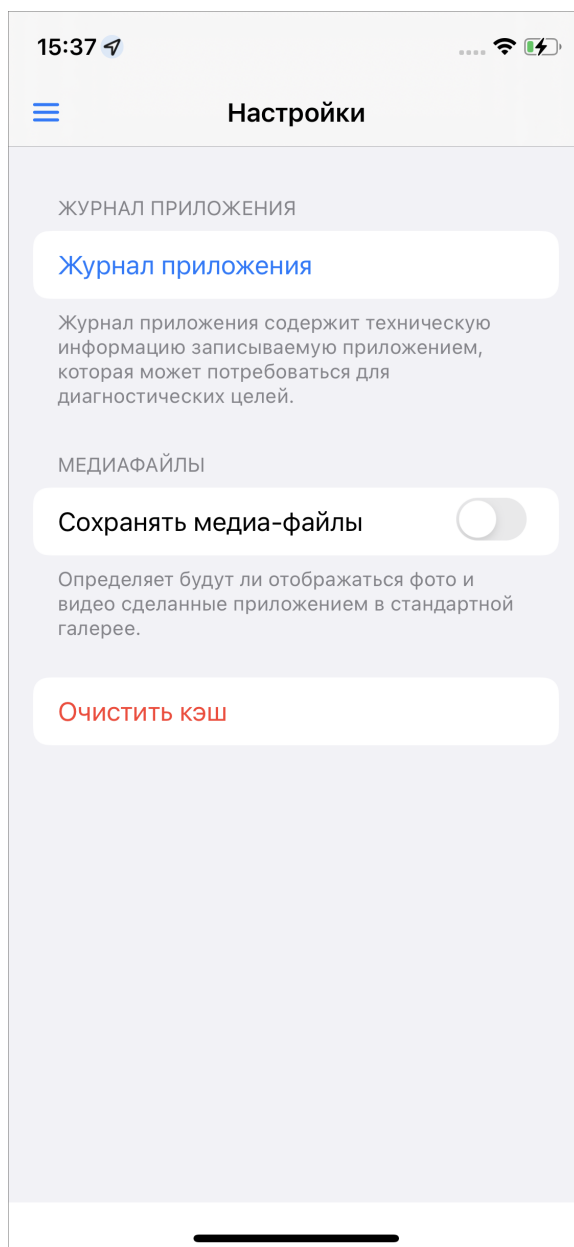 15:37
Настройки
ЖУРНАЛ ПРИЛОЖЕНИЯ
Журнал приложения
Журнал приложения содержит техническую
информацию записываемую приложением,
которая может потребоваться для
диагностических целей.
МЕДИАФАЙЛЫ
Сохранять медиа-файлы
Определяет будут ли отображаться фото и
видео сделанные приложением в стандартной
галерее.
Очистить кэш